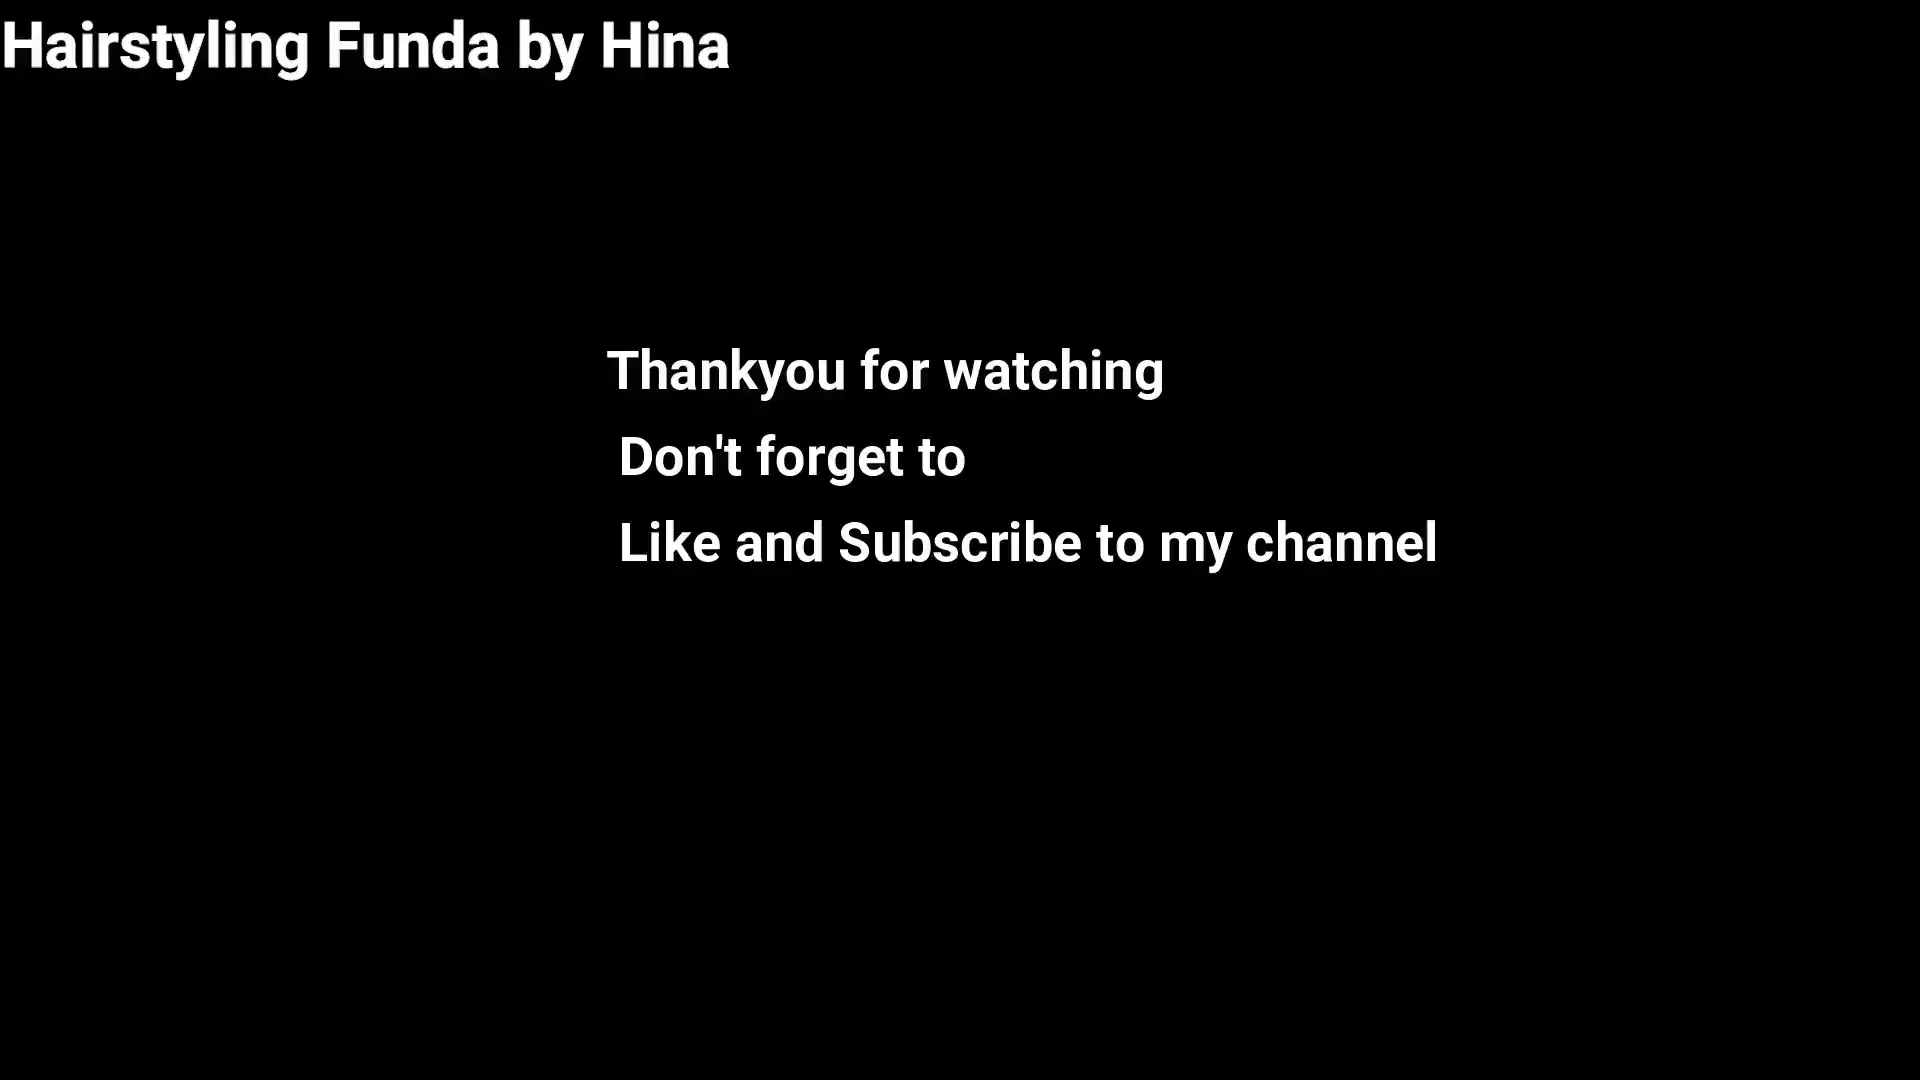 Hairstyling Funda by Hina
Thankyou for watching
Don't forget to
Like and Subscribe to my channel